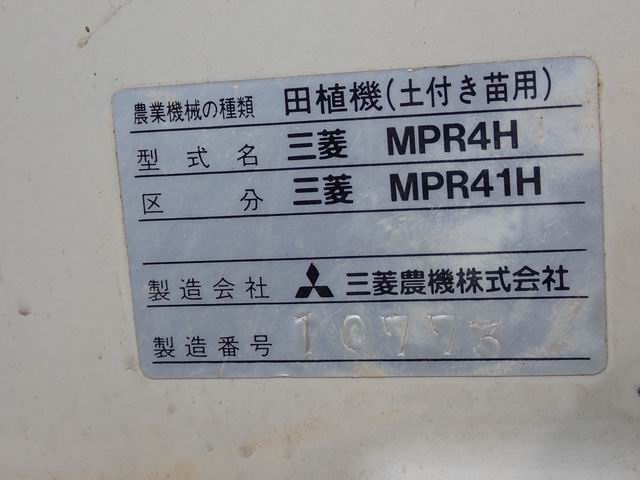 農業機械の種類 田植機(土付き苗用)
型式名 三菱 MPR4H
区分 三菱 MPR41H
製造会社 三菱農機株式会社
製造番号 10773